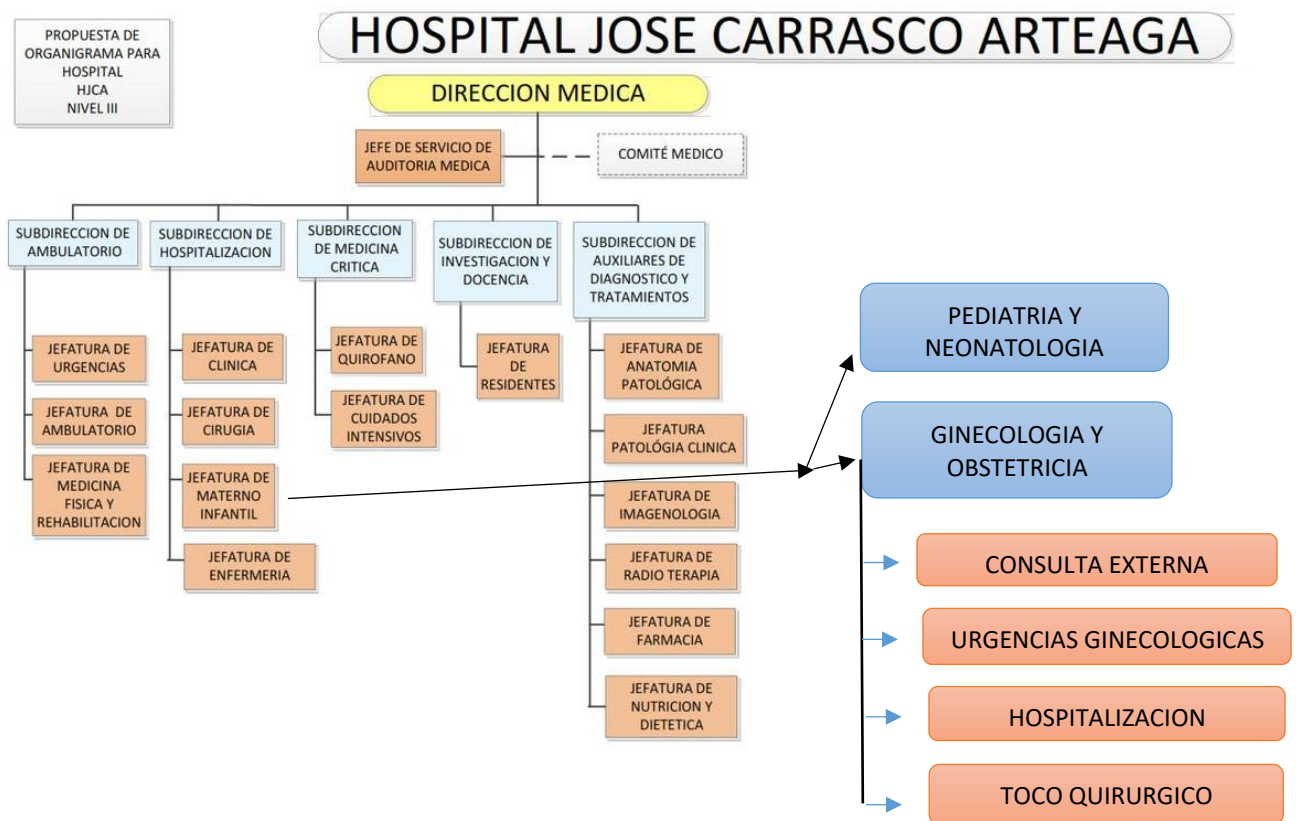 PROPUESTA DE
ORGANIGRAMA PARA
HOSPITAL
HJCA
NIVEL III
HOSPITAL JOSE CARRASCO ARTEAGA
DIRECCION MEDICA
JEFE DE SERVICIO DE
AUDITORIA MEDICA
COMITÉ MEDICO
SUBDIRECCION DE
AMBULATORIO
SUBDIRECCION DE
HOSPITALIZACION
SUBDIRECCION
DE MEDICINA
CRITICA
SUBDIRECCION DE
INVESTIGACION Y
DOCENCIA
SUBDIRECCION DE
AUXILIARES DE
DIAGNOSTICO Y
TRATAMIENTOS
JEFATURA DE
URGENCIAS
JEFATURA DE
AMBULATORIO
JEFATURA DE
MEDICINA
FISICA Y
REHABILITACION
JEFATURA DE
CLINICA
JEFATURA DE
CIRUGIA
JEFATURA DE
MATERNO
INFANTIL
JEFATURA DE
ENFERMERIA
JEFATURA DE
QUIROFANO
JEFATURA DE
CUIDADOS
INTENSIVOS
JEFATURA
DE
RESIDENTES
JEFATURA DE
ANATOMIA
PATOLÓGICA
JEFATURA
PATOLÓGIA CLINICA
JEFATURA DE
IMAGENOLOGIA
JEFATURA DE
RADIO TERAPIA
JEFATURA DE
FARMACIA
JEFATURA DE
NUTRICION Y
DIETETICA
PEDIATRIA Y
NEONATOLOGIA
GINECOLOGIA Y
OBSTETRICIA
CONSULTA EXTERNA
URGENCIAS GINECOLOGICAS
HOSPITALIZACION
TOCO QUIRURGICO